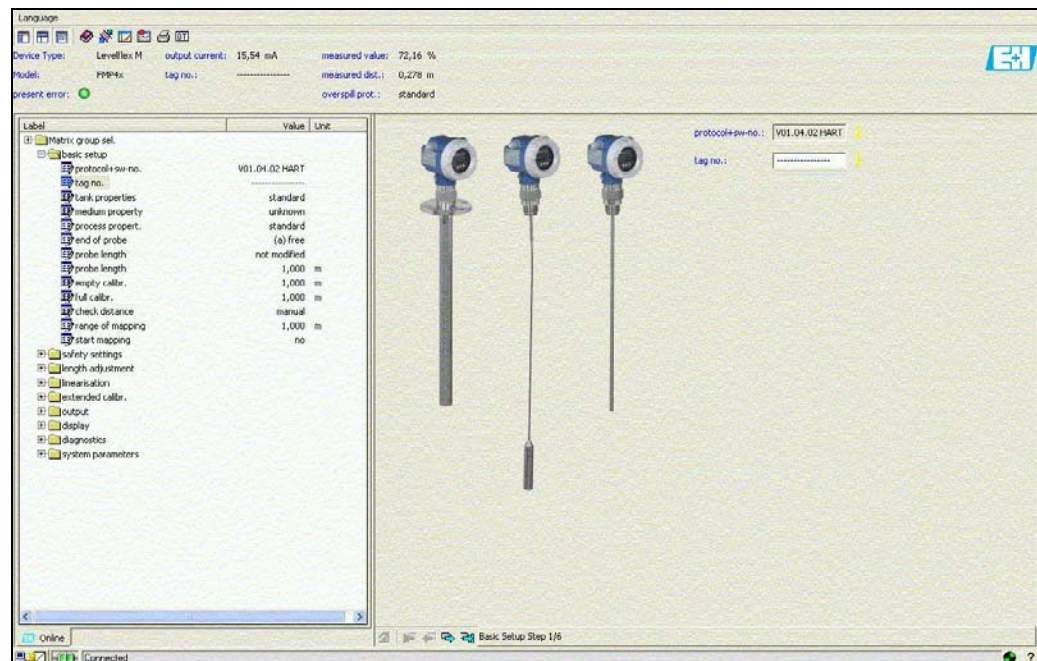 Language
Device Type: Levelflex M output current: 15,54 mA measured value: 72,16 %
Model: FMP4x tag no.: ---------------- measured dist.: 0,278 m
present error: overspill prot.: standard
E+H
Label Value Unit
Matrix group sel.
basic setup
protocol+sw-no. V01.04.02 HART
tag no. ----------------
tank properties standard
medium property unknown
process propert. standard
end of probe (a) free
probe length not modified
probe length 1,000 m
empty calibr. 1,000 m
full calibr. 1,000 m
check distance manual
range of mapping 1,000 m
start mapping no
safety settings
length adjustment
linearisation
extended calibr.
output
display
diagnostics
system parameters
protocol+sw-no.: V01.04.02 HART
tag no.: ----------------
Online
Basic Setup Step 1/6
Connected
?